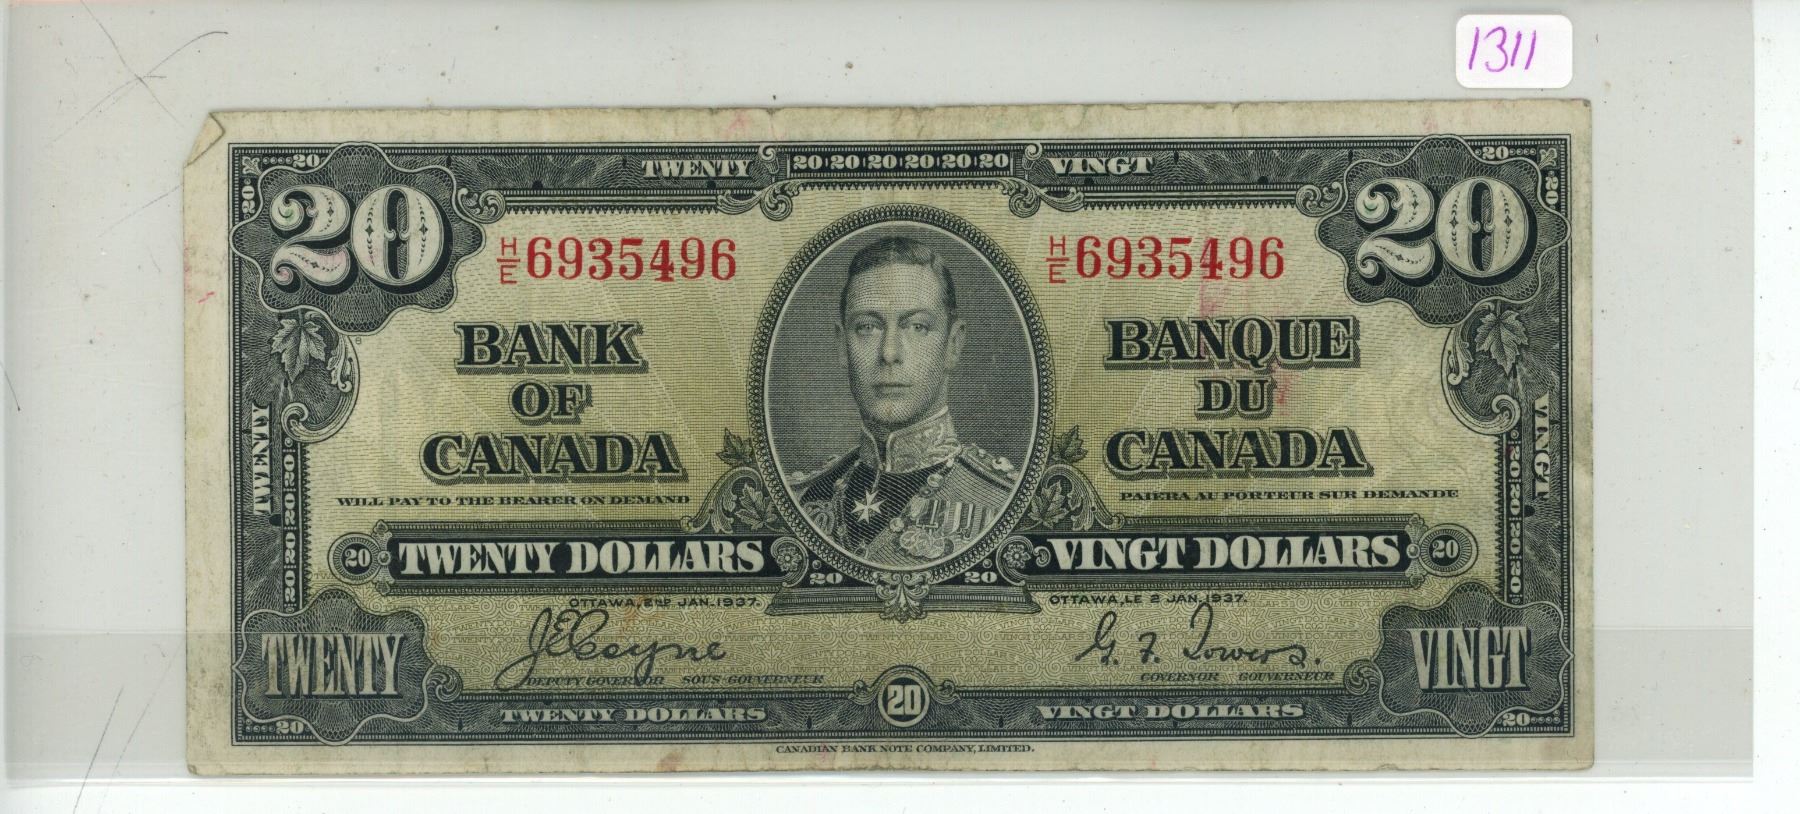 1311
20 TWENTY 20 20 20 20 20 20 VINGT 20
20 20
20 H/E 6935496 H/E 6935496 20
BANK BANQUE
OF DU
CANADA CANADA
TWENTY VINGT
WILL PAY TO THE BEARER ON DEMAND PAIERA AU PORTEUR SUR DEMANDE
20 20 20 20 20 20
20 TWENTY DOLLARS VINGT DOLLARS 20
20 20
OTTAWA, 2ND JAN. 1937. OTTAWA, LE 2 JAN. 1937.
J E Coyne G. F. Towers.
DEPUTY GOVERNOR SOUS-GOUVERNEUR GOVERNOR GOUVERNEUR
TWENTY VINGT
20 TWENTY DOLLARS 20 VINGT DOLLARS 20
CANADIAN BANK NOTE COMPANY, LIMITED.